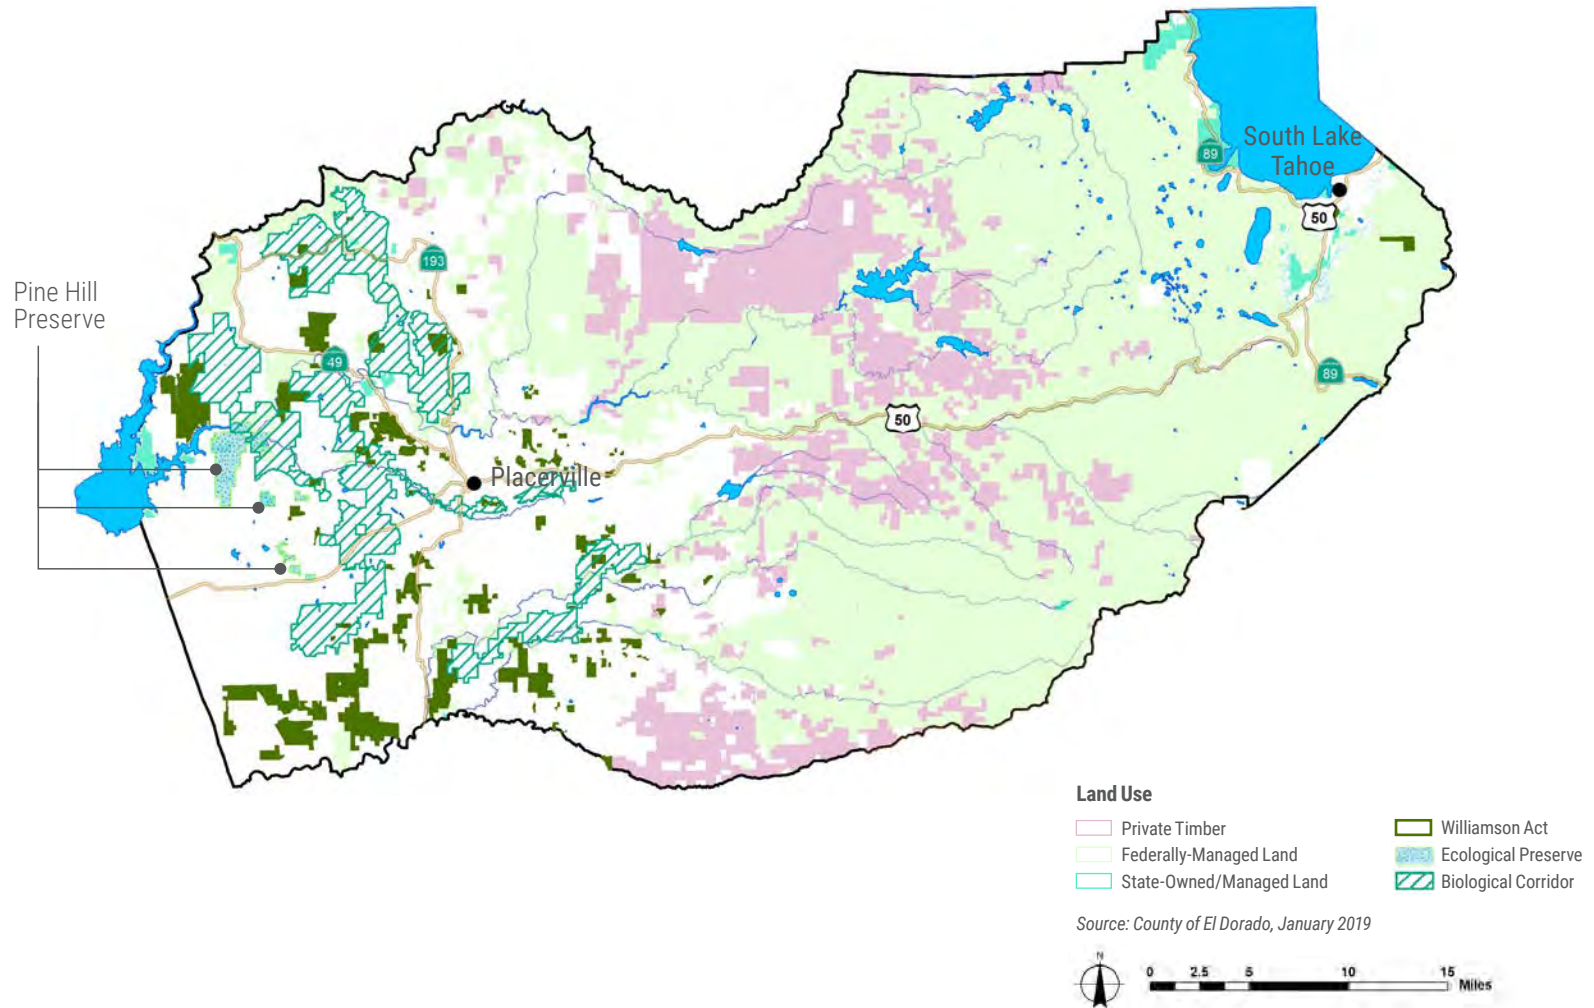 South Lake
Tahoe
89
50
193
Pine Hill
Preserve
49
89
50
Placerville
Land Use
Private Timber
Federally-Managed Land
State-Owned/Managed Land
Williamson Act
Ecological Preserve
Biological Corridor
Source: County of El Dorado, January 2019
N
0 2.5 5 10 15
Miles